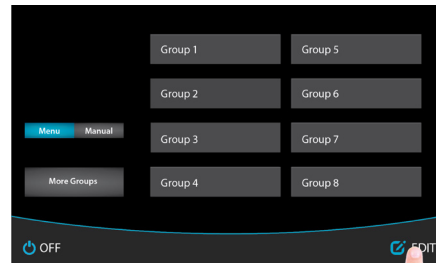 Group 1
Group 5
Group 2
Group 6
Menu
Manual
Group 3
Group 7
More Groups
Group 4
Group 8
OFF
EDIT